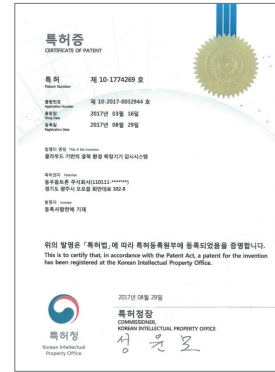 특허증
CERTIFICATE OF PATENT
특 허 제 10-1774269 호
Patent Number
출원번호 제 10-2017-0032944 호
Application Number
출원일 2017년 03월 16일
Filing Date
등록일 2017년 08월 29일
Registration Date
발명의 명칭 Title of the Invention
클라우드 기반의 굴뚝 환경 측정기기 감시시스템
특허권자 Patentee
동우옵트론 주식회사(110111-*******)
경기도 광주시 오포읍 회안대로 102-8
발명자 Inventor
등록사항란에 기재
위의 발명은 「특허법」에 따라 특허등록원부에 등록되었음을 증명합니다.
This is to certify that, in accordance with the Patent Act, a patent for the invention
has been registered at the Korean Intellectual Property Office.
2017년 08월 29일
특허청장
COMMISSIONER,
KOREAN INTELLECTUAL PROPERTY OFFICE
성윤모
특허청
Korean Intellectual
Property Office